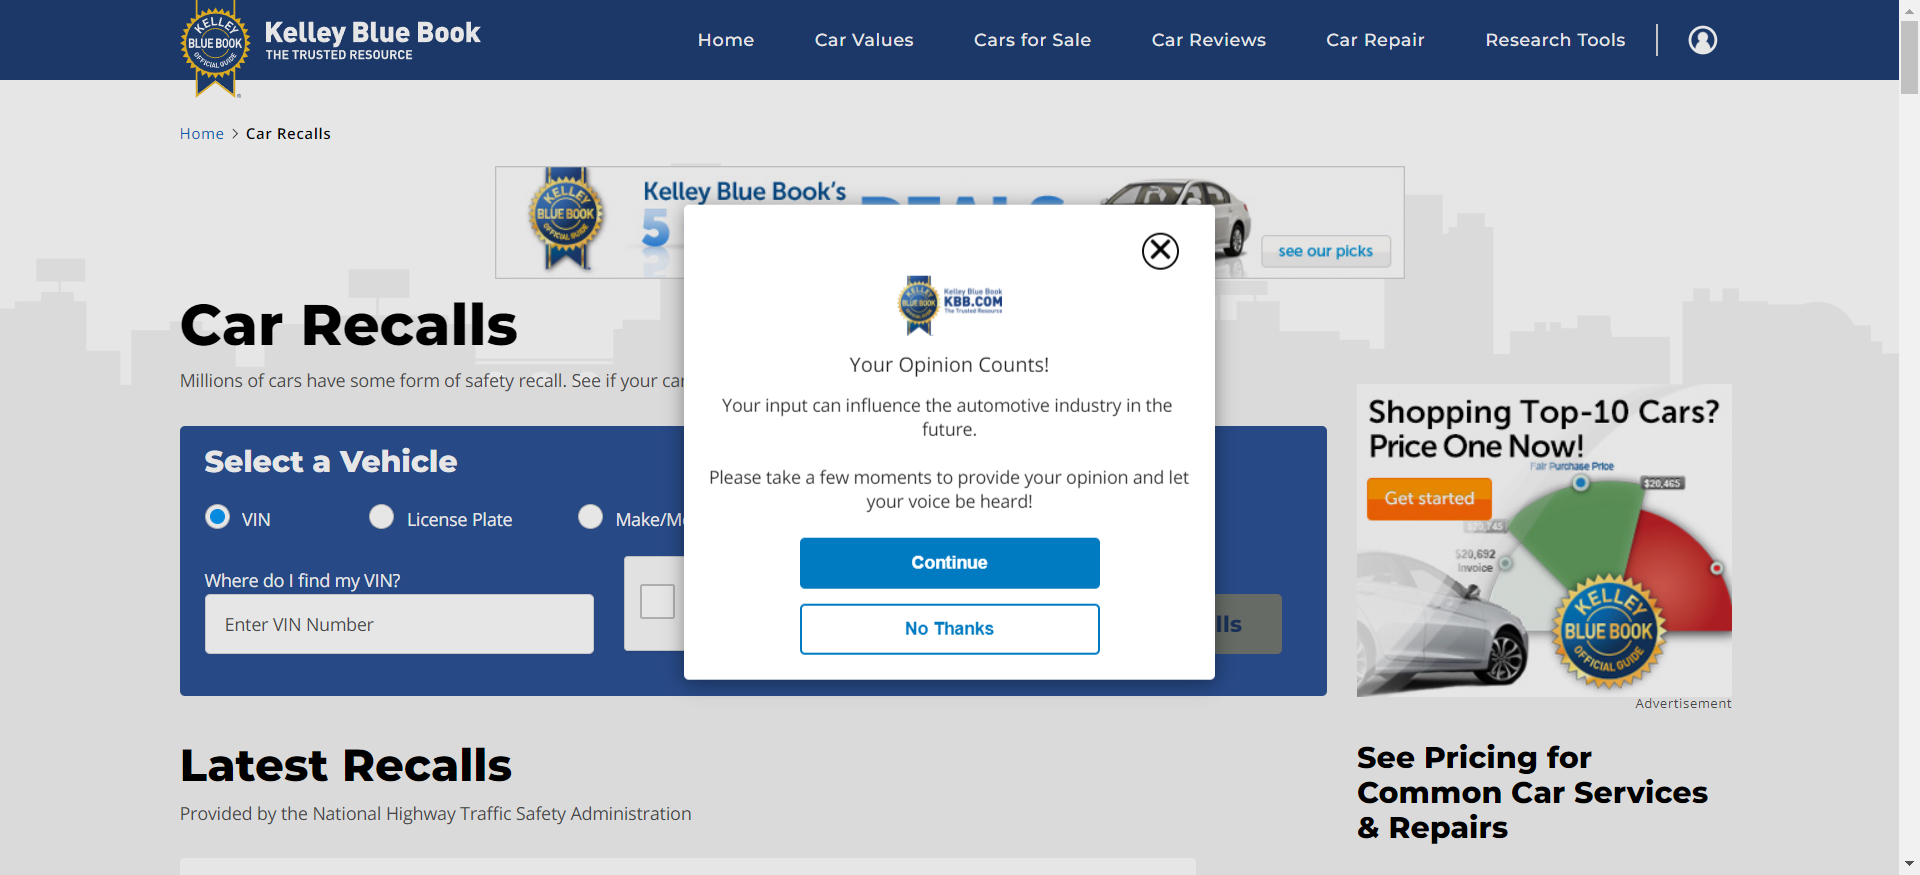 KELLEY
BLUE BOOK
OFFICIAL GUIDE
Kelley Blue Book
THE TRUSTED RESOURCE
Home
Car Values
Cars for Sale
Car Reviews
Car Repair
Research Tools
Home > Car Recalls
KELLEY
BLUE BOOK
OFFICIAL GUIDE
Kelley Blue Book's
5
see our picks
Car Recalls
Millions of cars have some form of safety recall. See if your car
Select a Vehicle
VIN
License Plate
Where do I find my VIN?
Enter VIN Number
KELLEY
BLUE BOOK
Kelley Blue Book
KBB.COM
The Trusted Resource
Your Opinion Counts!
Your input can influence the automotive industry in the
future.
Please take a few moments to provide your opinion and let
your voice be heard!
Continue
No Thanks
Shopping Top-10 Cars?
Price One Now!
Fair Purchase Price
$20,465
Get started
$20,745
$20,692
Invoice
KELLEY
BLUE BOOK
OFFICIAL GUIDE
Advertisement
Latest Recalls
Provided by the National Highway Traffic Safety Administration
See Pricing for
Common Car Services
& Repairs